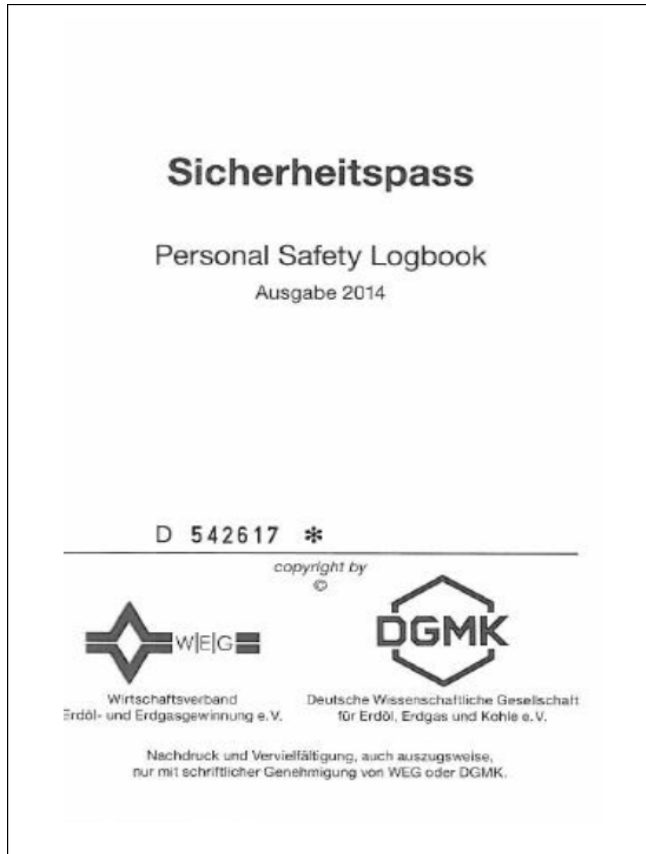 Sicherheitspass
Personal Safety Logbook
Ausgabe 2014
D 542617 *
copyright by
©
W|E|G
DGMK
Wirtschaftsverband
Erdöl- und Erdgasgewinnung e.V.
Deutsche Wissenschaftliche Gesellschaft
für Erdöl, Erdgas und Kohle e.V.
Nachdruck und Vervielfältigung, auch auszugsweise,
nur mit schriftlicher Genehmigung von WEG oder DGMK.